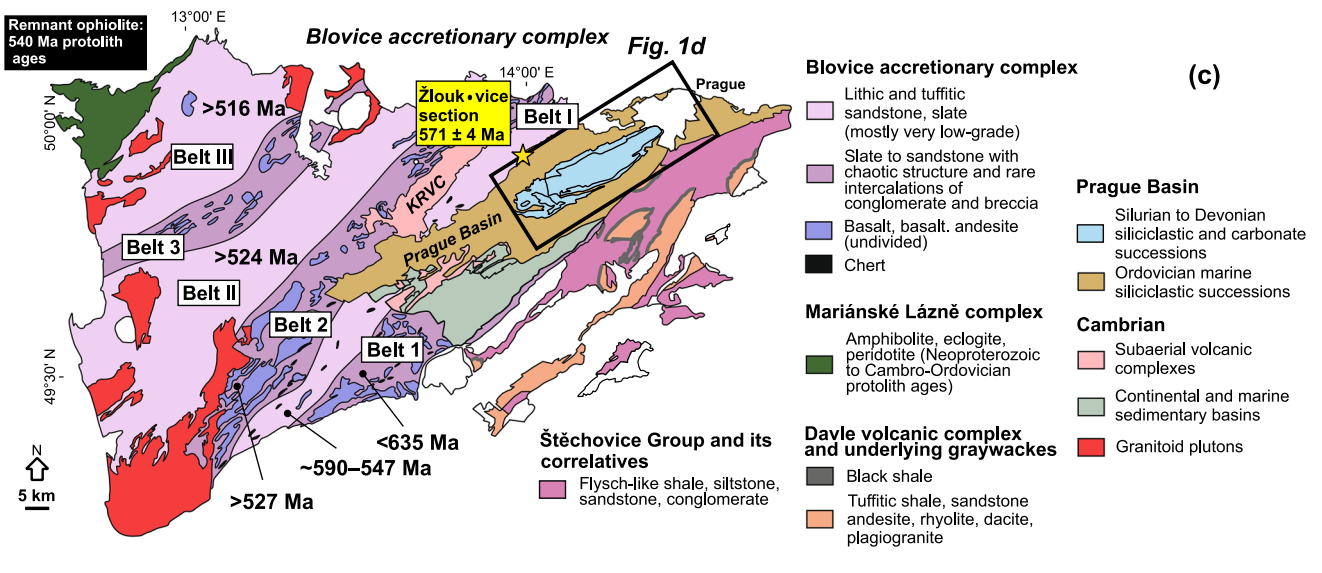 Remnant ophiolite:
540 Ma protolith
ages
13°00' E
Blovice accretionary complex
Fig. 1d
14°00' E
Prague
Žlouk•vice
section
571 ± 4 Ma
Belt I
50°00' N
>516 Ma
Belt III
KRVC
Prague Basin
Belt 3
>524 Ma
Belt II
Belt 2
Belt 1
49°30' N
<635 Ma
~590–547 Ma
>527 Ma
N
5 km
Štěchovice Group and its
correlatives
Flysch-like shale, siltstone,
sandstone, conglomerate
Blovice accretionary complex
Lithic and tuffitic
sandstone, slate
(mostly very low-grade)
Slate to sandstone with
chaotic structure and rare
intercalations of
conglomerate and breccia
Basalt, basalt. andesite
(undivided)
Chert
Mariánské Lázně complex
Amphibolite, eclogite,
peridotite (Neoproterozoic
to Cambro-Ordovician
protolith ages)
Davle volcanic complex
and underlying graywackes
Black shale
Tuffitic shale, sandstone
andesite, rhyolite, dacite,
plagiogranite
(c)
Prague Basin
Silurian to Devonian
siliciclastic and carbonate
successions
Ordovician marine
siliciclastic successions
Cambrian
Subaerial volcanic
complexes
Continental and marine
sedimentary basins
Granitoid plutons